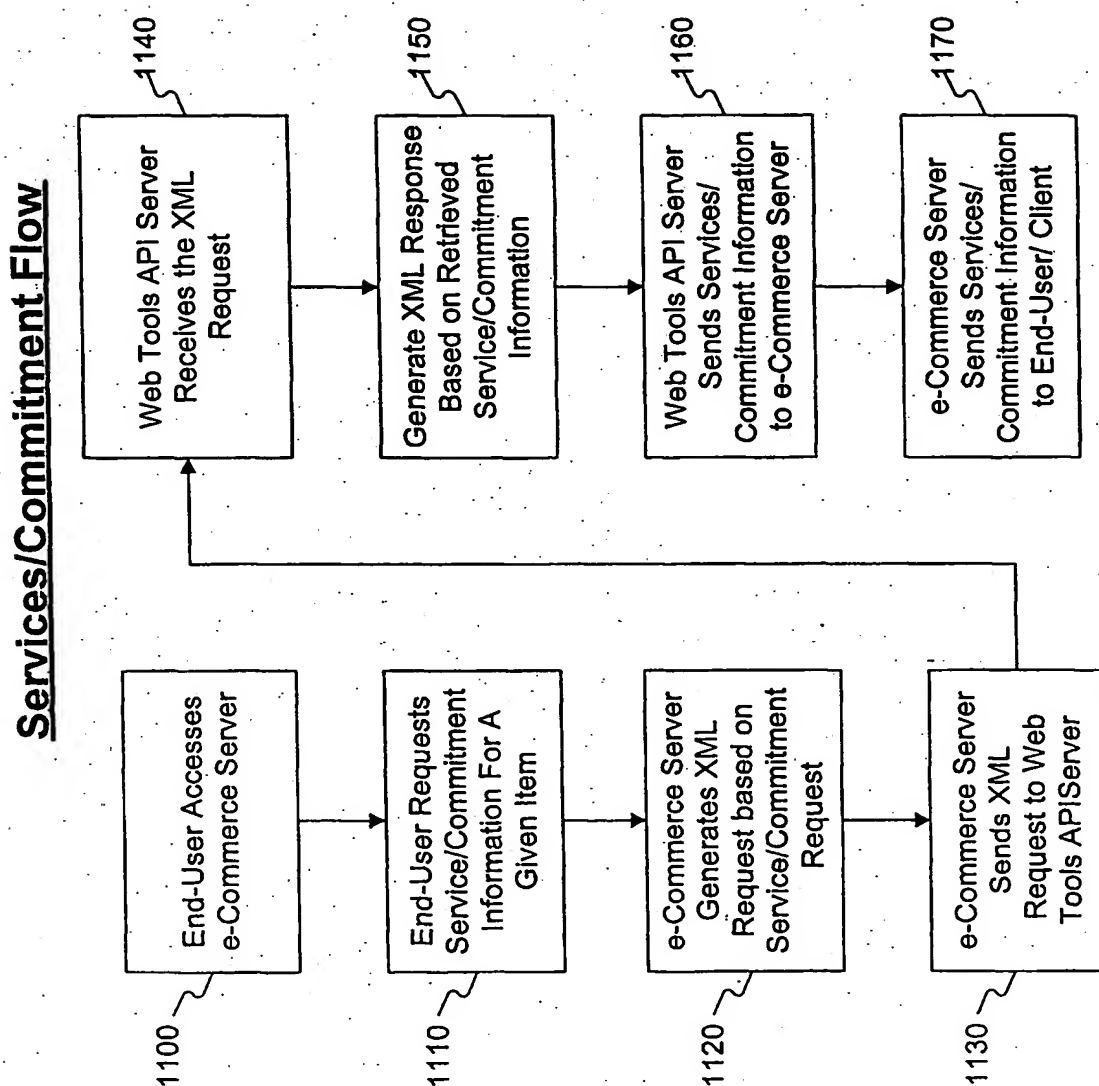 Services/Commitment Flow
1100
End-User Accesses
e-Commerce Server
1110
End-User Requests
Service/Commitment
Information For A
Given Item
1120
e-Commerce Server
Generates XML
Request based on
Service/Commitment
Request
1130
e-Commerce Server
Sends XML
Request to Web
Tools APIServer
1140
Web Tools API Server
Receives the XML
Request
1150
Generate XML Response
Based on Retrieved
Service/Commitment
Information
1160
Web Tools API Server
Sends Services/
Commitment Information
to e-Commerce Server
1170
e-Commerce Server
Sends Services/
Commitment Information
to End-User/ Client